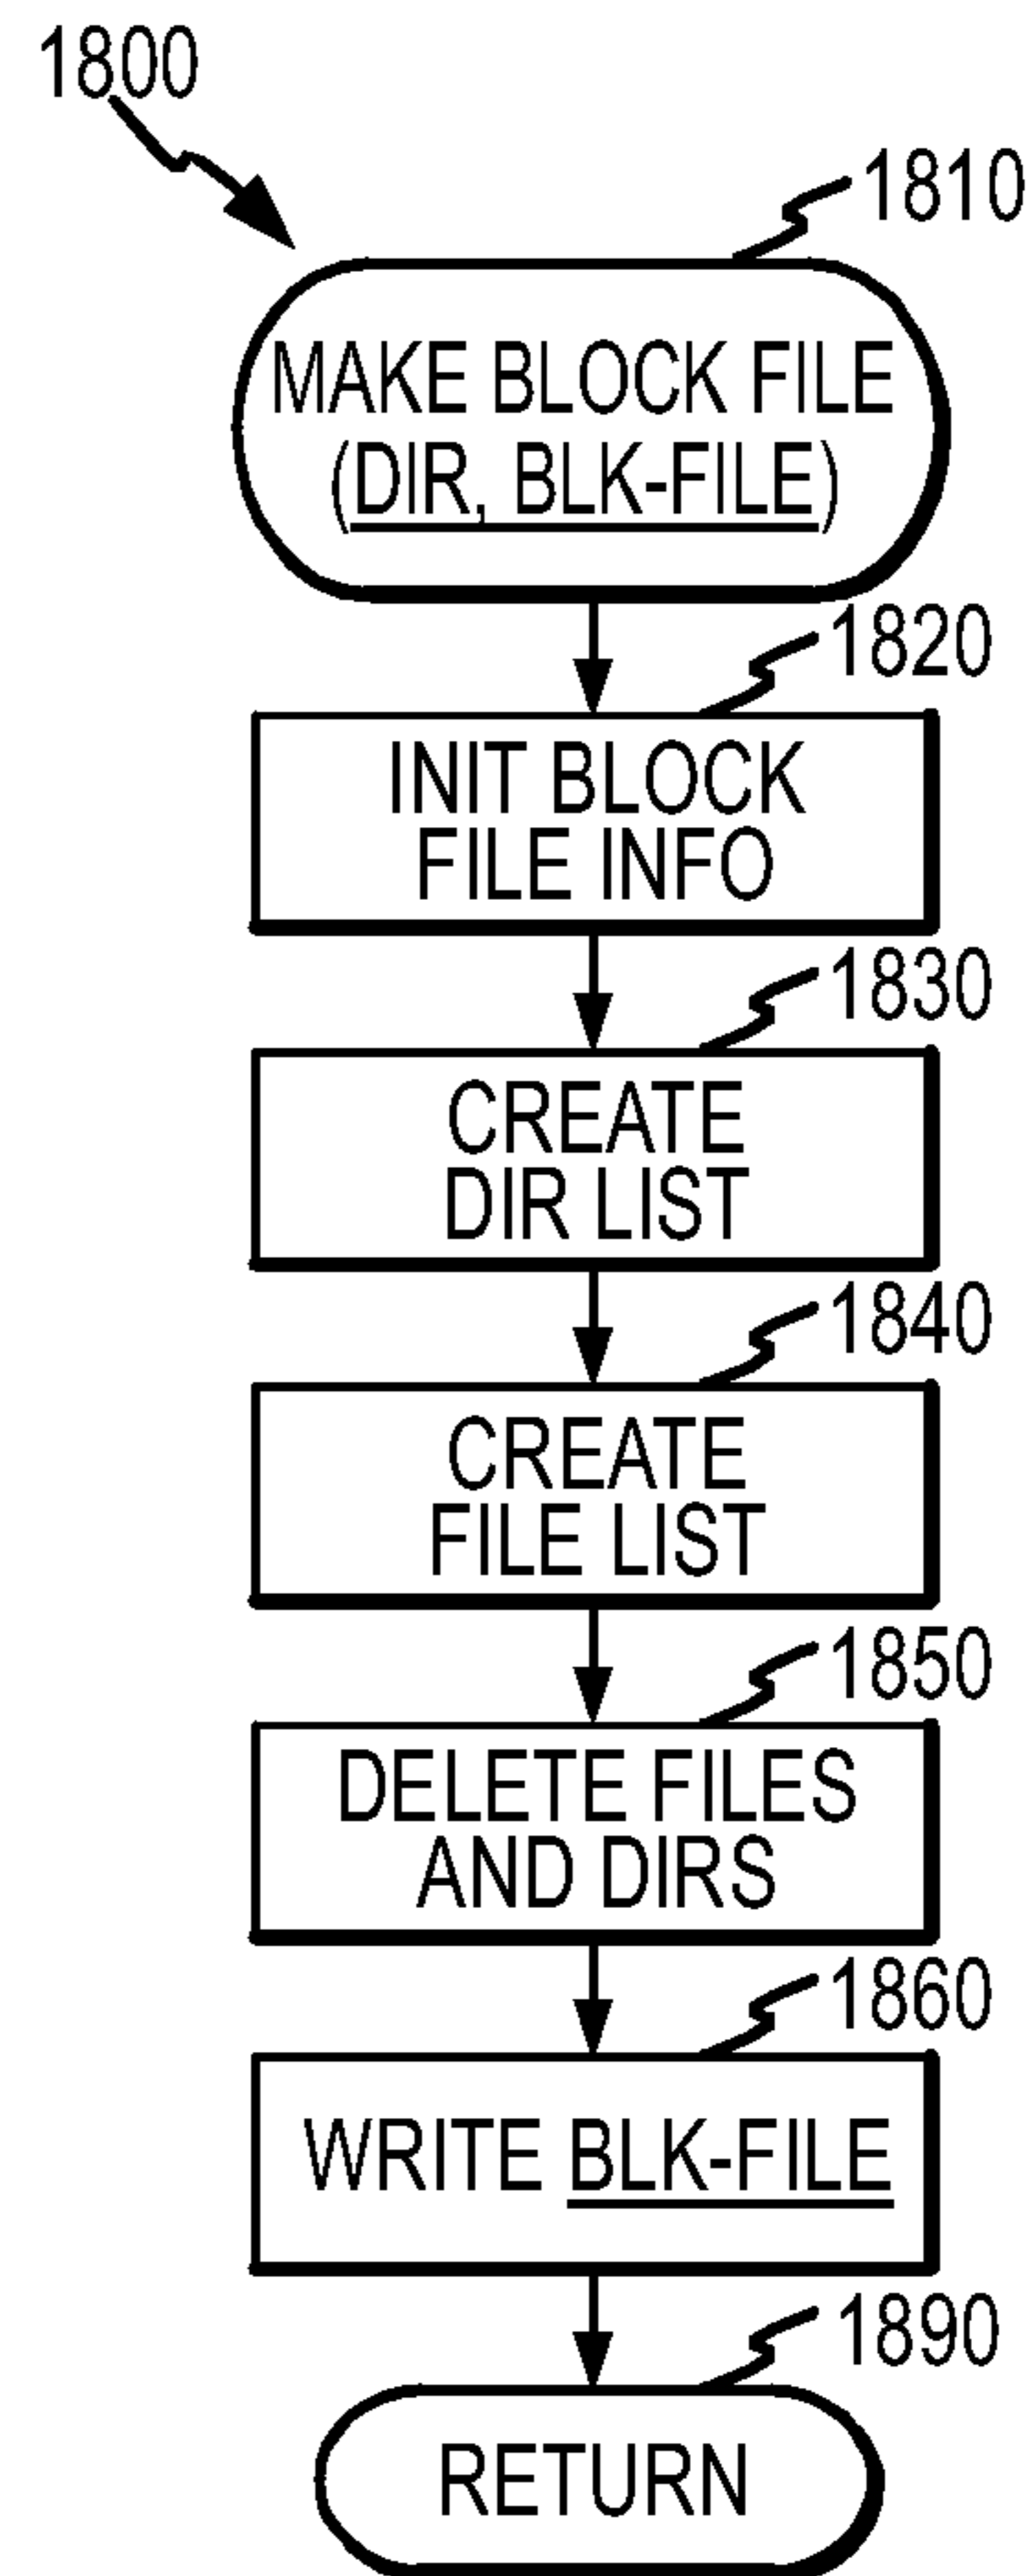 1800
1810
MAKE BLOCK FILE
(DIR, BLK-FILE)
1820
INIT BLOCK
FILE INFO
1830
CREATE
DIR LIST
1840
CREATE
FILE LIST
1850
DELETE FILES
AND DIRS
1860
WRITE BLK-FILE
1890
RETURN